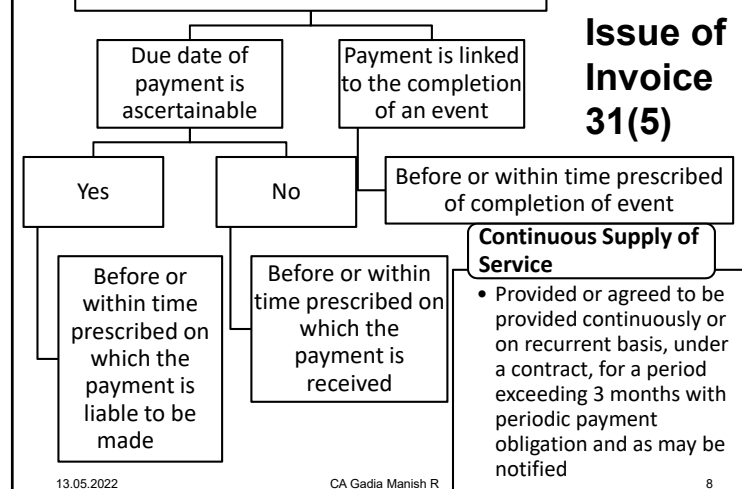 Issue of
Invoice
31(5)
Due date of
payment is
ascertainable
Payment is linked
to the completion
of an event
Yes
No
Before or within time prescribed
of completion of event
Before or
within time
prescribed on
which the
payment is
liable to be
made
Before or within
time prescribed on
which the
payment is
received
Continuous Supply of
Service
• Provided or agreed to be
provided continuously or
on recurrent basis, under
a contract, for a period
exceeding 3 months with
periodic payment
obligation and as may be
notified
13.05.2022
CA Gadia Manish R
8